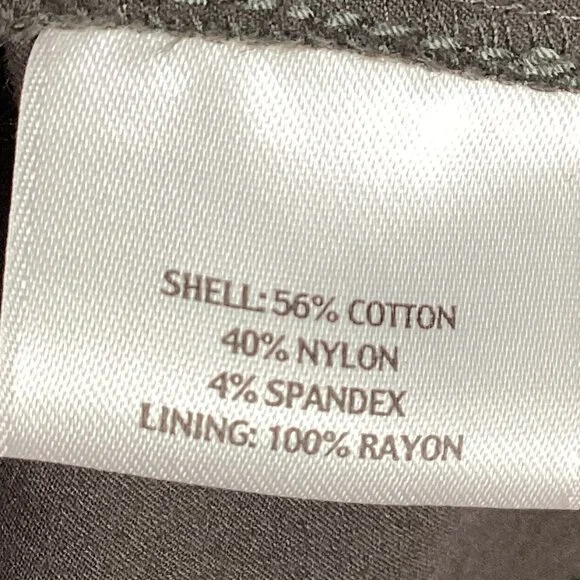 SHELL: 56% COTTON
40% NYLON
4% SPANDEX
LINING: 100% RAYON